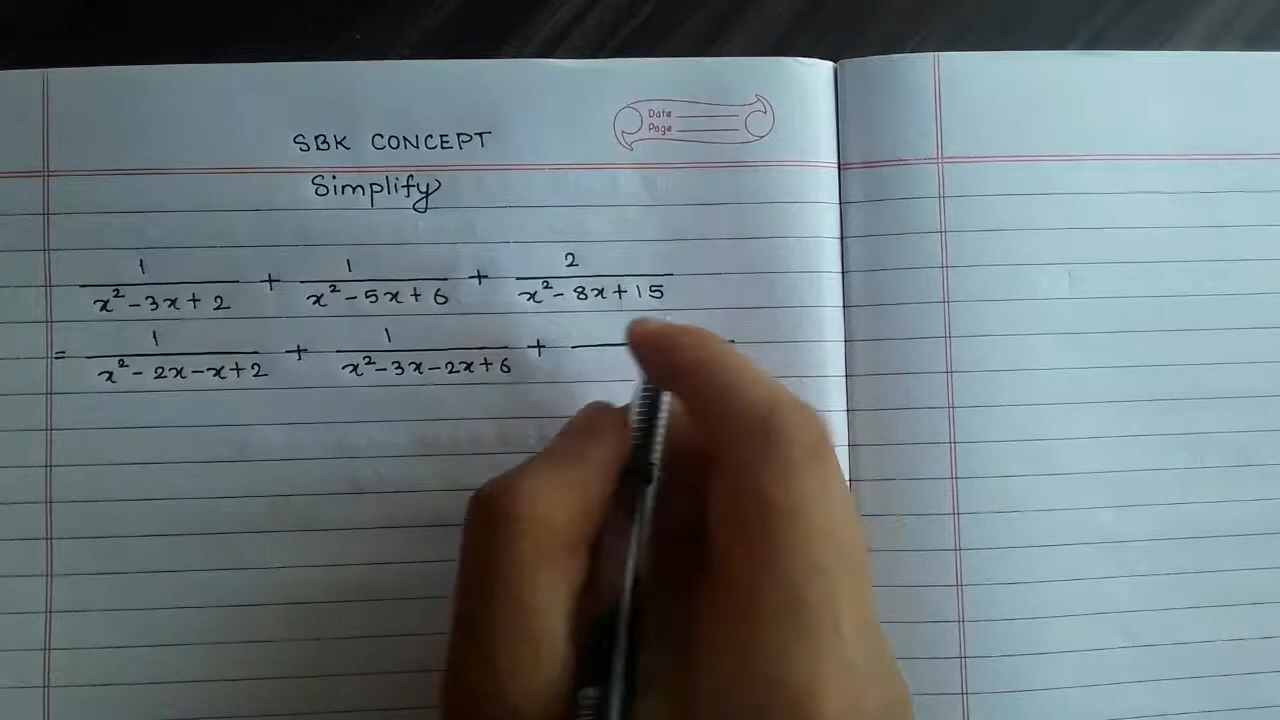 Date
Page
SBK CONCEPT
Simplify
1/(x² - 3x + 2) + 1/(x² - 5x + 6) + 2/(x² - 8x + 15)
= 1/(x² - 2x - x + 2) + 1/(x² - 3x - 2x + 6) +